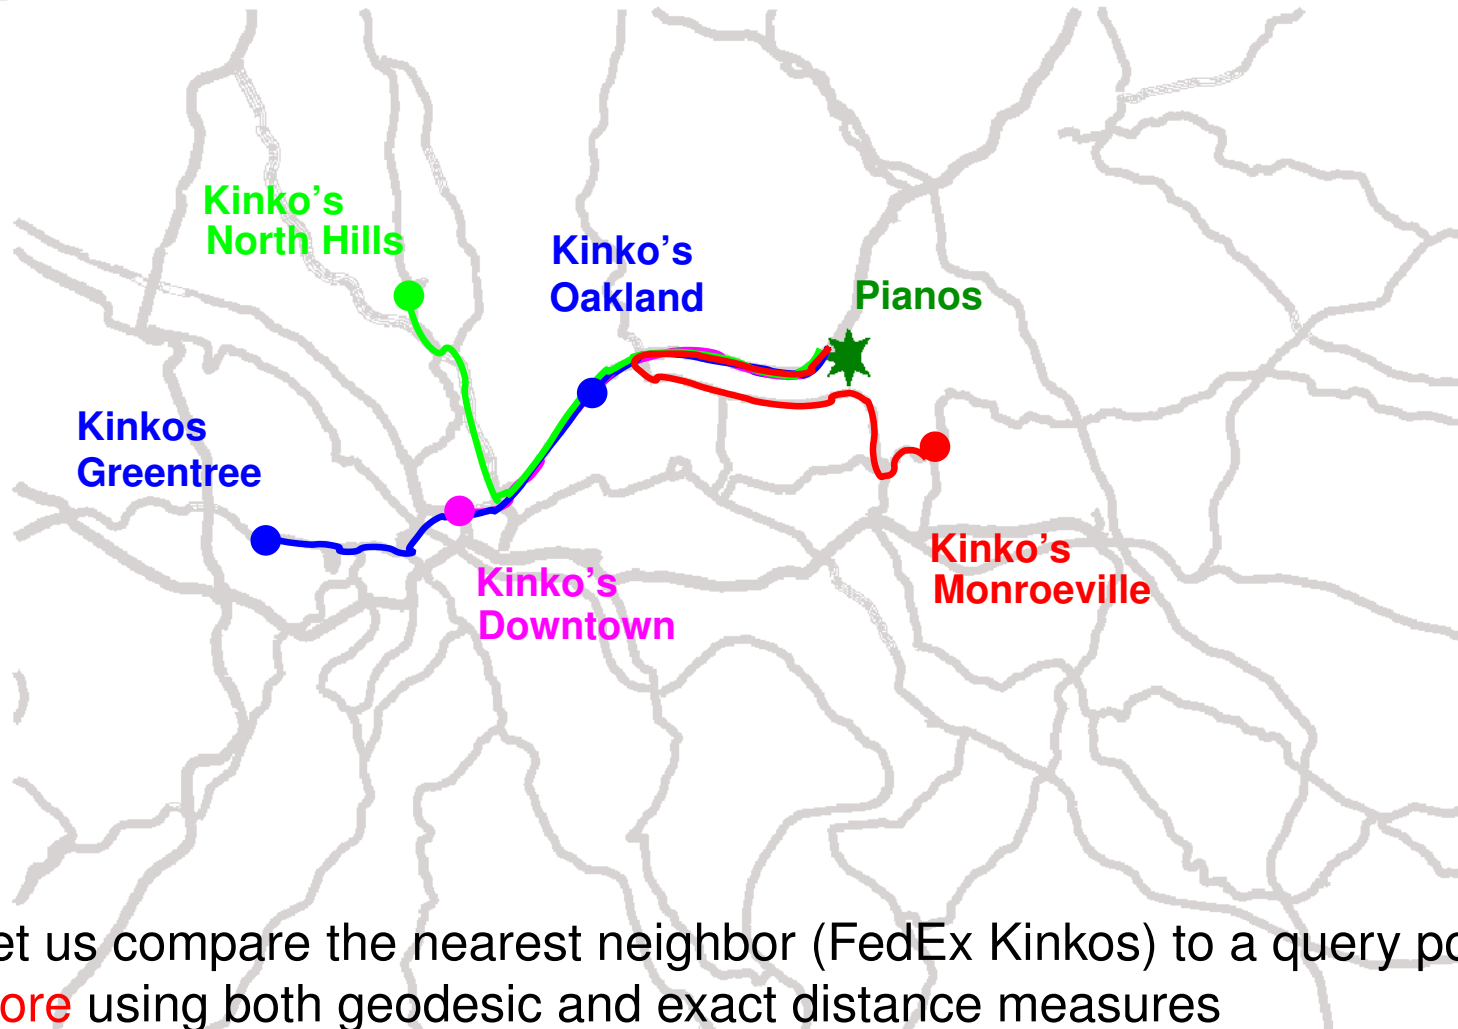 Kinko’s
North Hills
Kinko’s
Oakland
Pianos
Kinkos
Greentree
Kinko’s
Downtown
Kinko’s
Monroeville
et us compare the nearest neighbor (FedEx Kinkos) to a query po
ore using both geodesic and exact distance measures